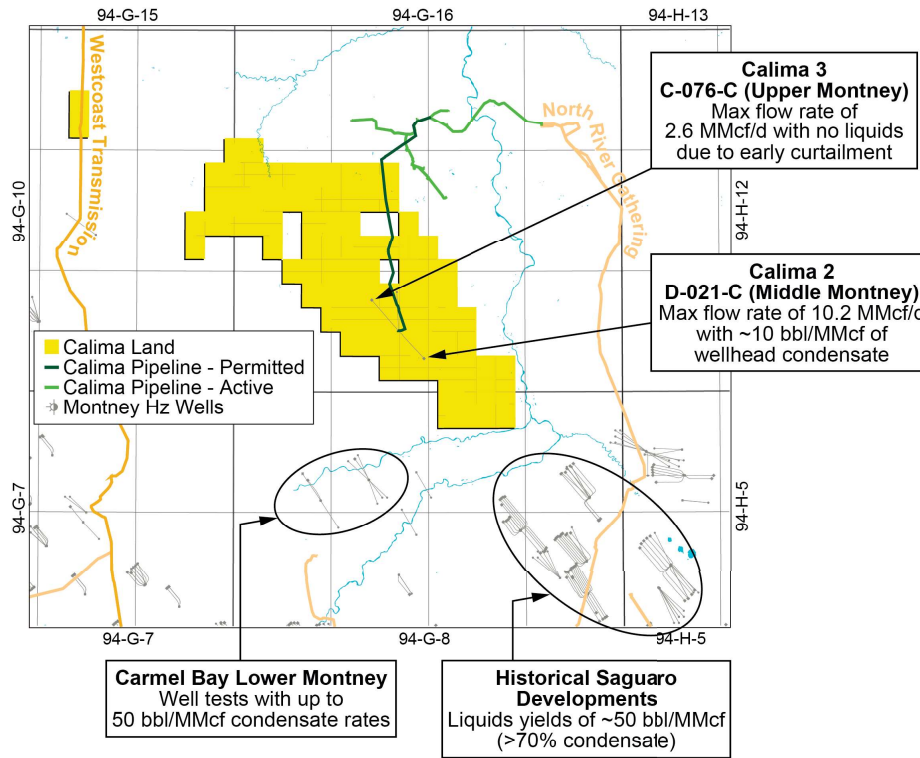 94-G-15
94-G-16
94-H-13
Westcoast Transmission
North River Gathering
94-G-10
94-H-12
Calima 3
C-076-C (Upper Montney)
Max flow rate of
2.6 MMcf/d with no liquids
due to early curtailment
Calima 2
D-021-C (Middle Montney)
Max flow rate of 10.2 MMcf/d
with ~10 bbl/MMcf of
wellhead condensate
Calima Land
Calima Pipeline - Permitted
Calima Pipeline - Active
Montney Hz Wells
94-G-7
94-H-5
94-G-7
94-G-8
94-H-5
Carmel Bay Lower Montney
Well tests with up to
50 bbl/MMcf condensate rates
Historical Saguaro
Developments
Liquids yields of ~50 bbl/MMcf
(>70% condensate)